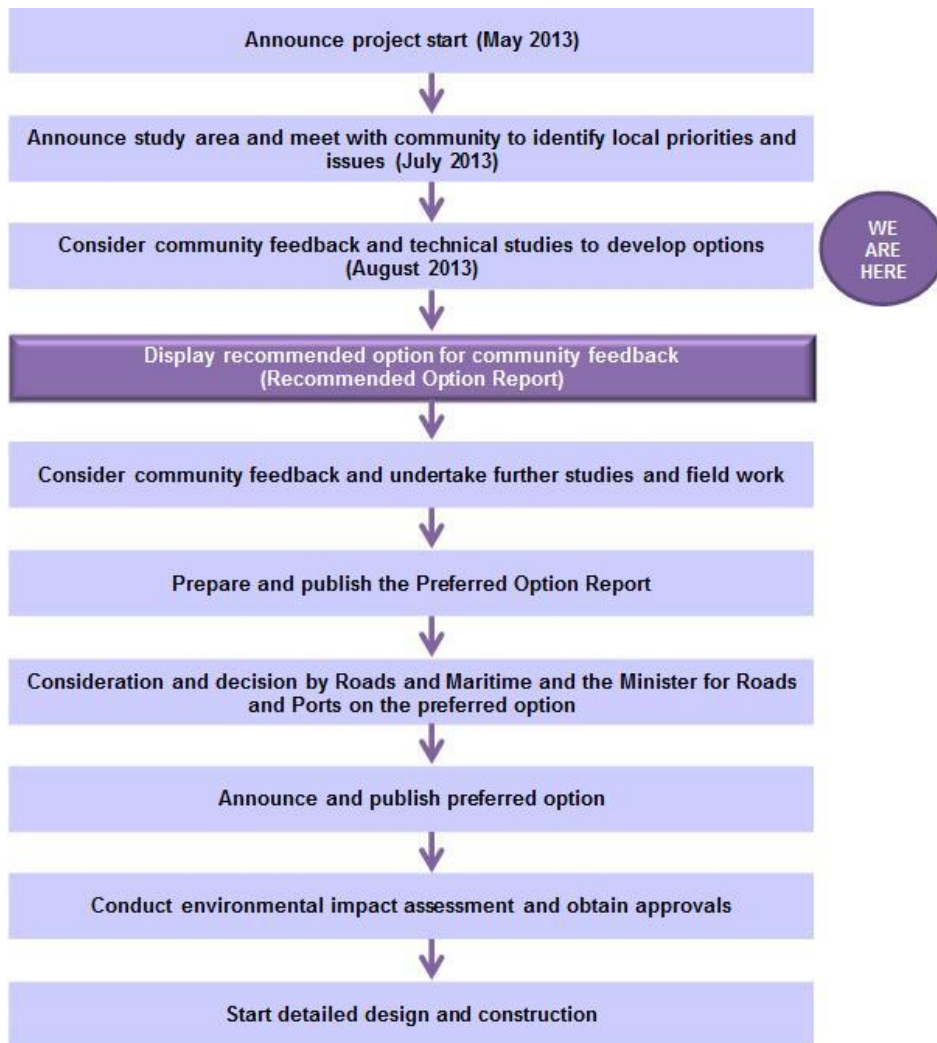 Announce project start (May 2013)
Announce study area and meet with community to identify local priorities and
issues (July 2013)
Consider community feedback and technical studies to develop options
(August 2013)
WE
ARE
HERE
Display recommended option for community feedback
(Recommended Option Report)
Consider community feedback and undertake further studies and field work
Prepare and publish the Preferred Option Report
Consideration and decision by Roads and Maritime and the Minister for Roads
and Ports on the preferred option
Announce and publish preferred option
Conduct environmental impact assessment and obtain approvals
Start detailed design and construction